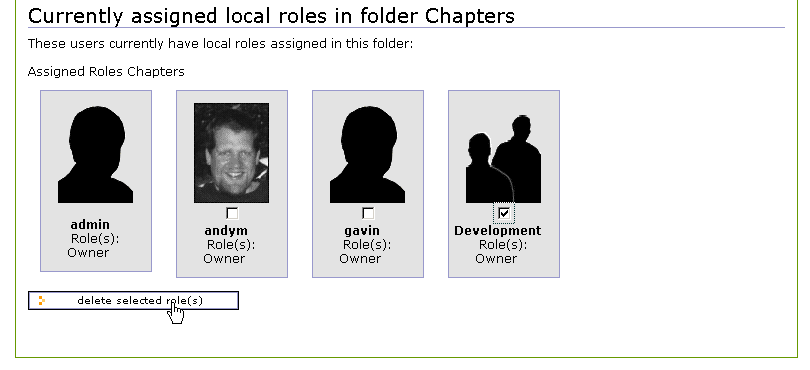 Currently assigned local roles in folder Chapters
These users currently have local roles assigned in this folder:
Assigned Roles Chapters
admin
Role(s):
Owner
andym
Role(s):
Owner
gavin
Role(s):
Owner
Development
Role(s):
Owner
delete selected role(s)